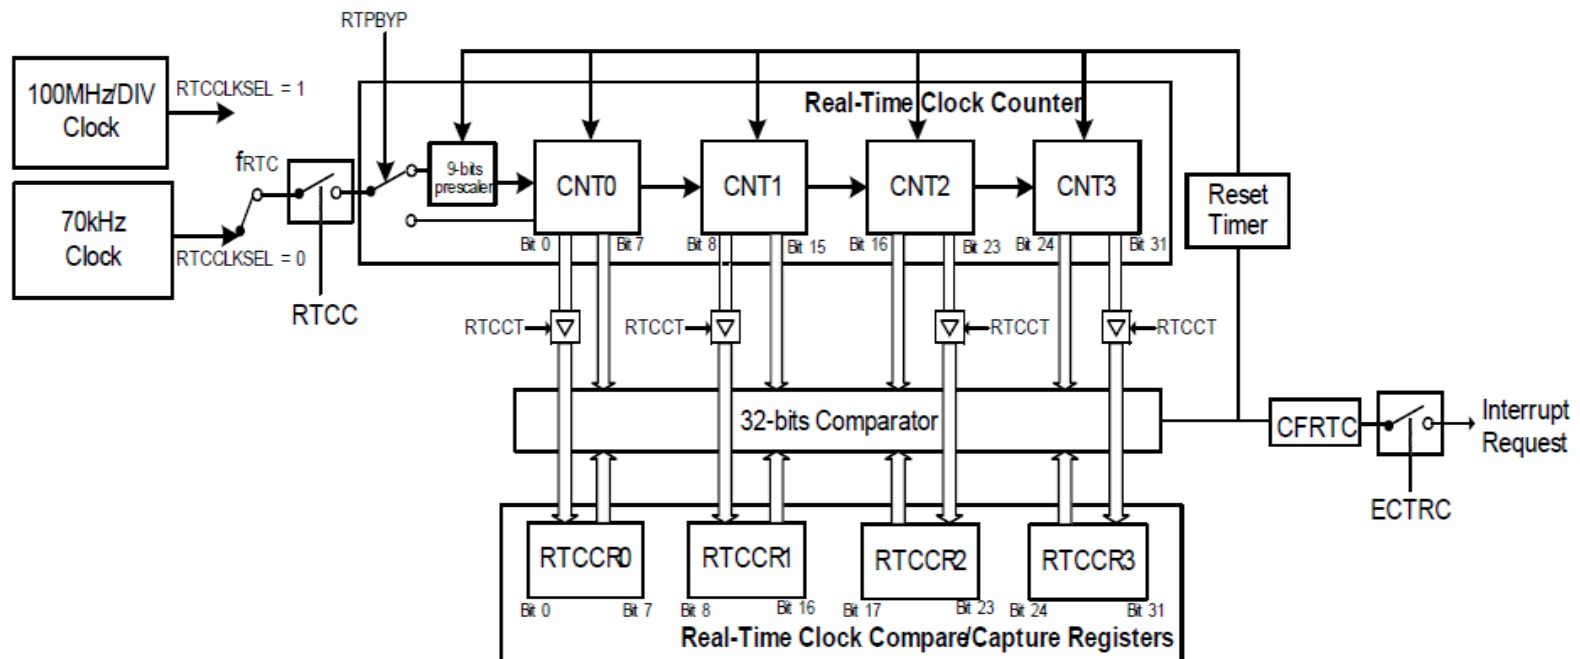 RTPBYP
100MHz/DIV
Clock
RTCCLKSEL = 1
Real-Time Clock Counter
fRTC
9-bits
prescaler
CNT0
CNT1
CNT2
CNT3
Reset
Timer
70kHz
Clock
RTCCLKSEL = 0
Bit 0
Bit 7
Bit 8
Bit 15
Bit 16
Bit 23
Bit 24
Bit 31
RTCC
RTCCT
RTCCT
RTCCT
RTCCT
32-bits Comparator
CFRTC
Interrupt
Request
ECTRC
RTCCR0
RTCCR1
RTCCR2
RTCCR3
Bit 0
Bit 7
Bit 8
Bit 16
Bit 17
Bit 23
Bit 24
Bit 31
Real-Time Clock Compare/Capture Registers